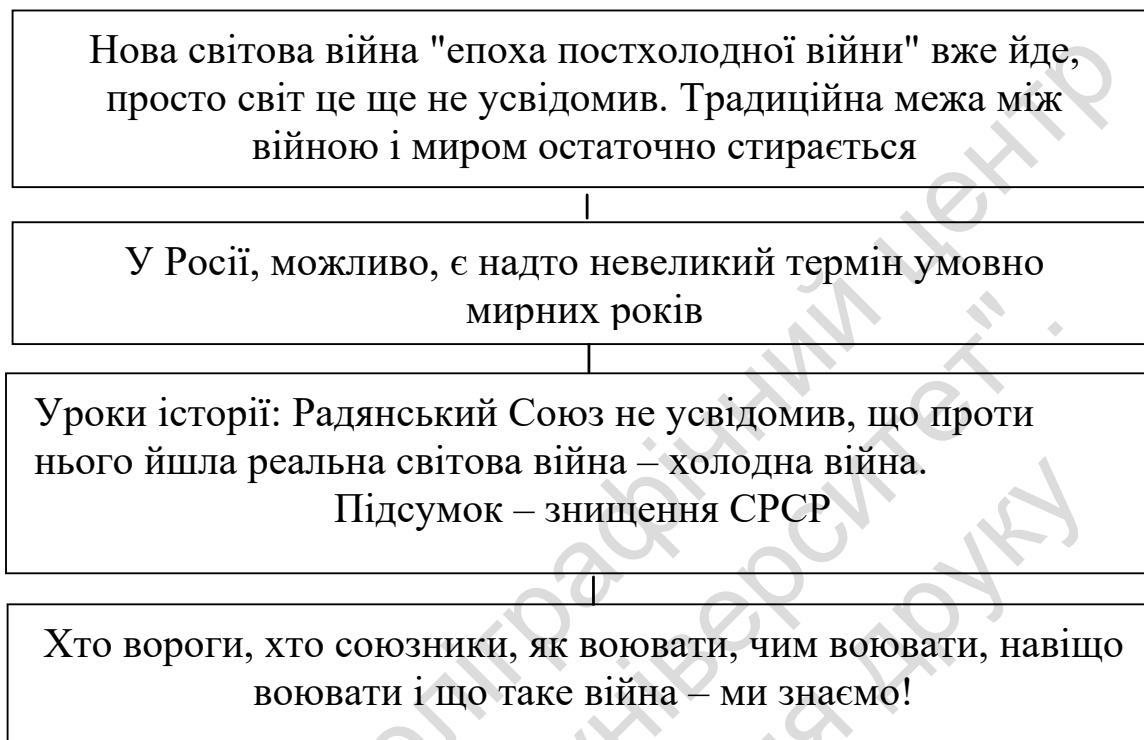 Нова світова війна "епоха постхолодної війни" вже йде,
просто світ це ще не усвідомив. Традиційна межа між
війною і миром остаточно стирається
У Росії, можливо, є надто невеликий термін умовно
мирних років
Уроки історії: Радянський Союз не усвідомив, що проти
нього йшла реальна світова війна – холодна війна.
Підсумок – знищення СРСР
Хто вороги, хто союзники, як воювати, чим воювати, навіщо
воювати і що таке війна – ми знаємо!